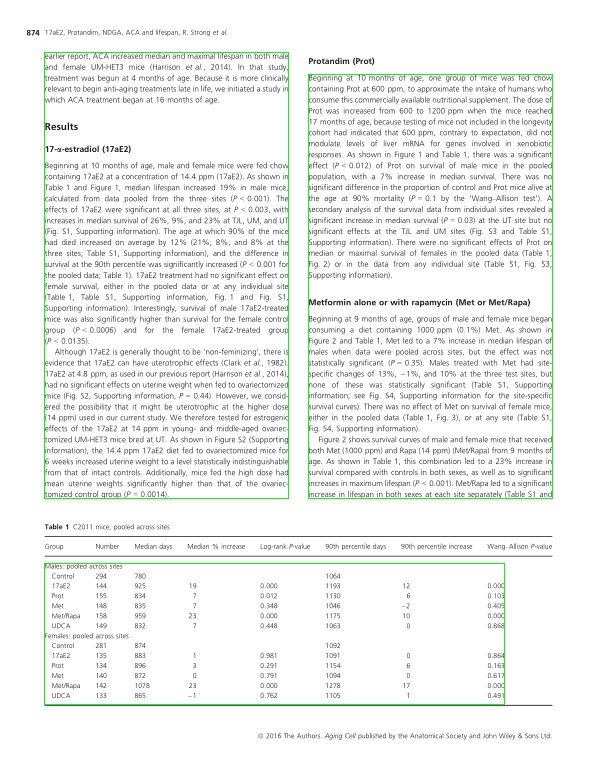 874 17aE2, Protandim, NDGA, ACA and lifespan, R. Strong et al.
earlier report, ACA increased median and maximal lifespan in both male
and female UM-HET3 mice (Harrison et al., 2014). In that study,
treatment was begun at 4 months of age. Because it is more clinically
relevant to begin anti-aging treatments late in life, we initiated a study in
which ACA treatment began at 16 months of age.
Results
17-α-estradiol (17aE2)
Beginning at 10 months of age, male and female mice were fed chow
containing 17aE2 at a concentration of 14.4 ppm (17aE2). As shown in
Table 1 and Figure 1, median lifespan increased 19% in male mice,
calculated from data pooled from the three sites (P < 0.001). The
effects of 17aE2 were significant at all three sites, at P < 0.003, with
increases in median survival of 26%, 9%, and 23% at TJL, UM, and UT
(Fig. S1, Supporting information). The age at which 90% of the mice
had died increased on average by 12% (21%, 8%, and 8% at the
three sites; Table S1, Supporting information), and the difference in
survival at the 90th percentile was significantly increased (P < 0.001 for
the pooled data; Table 1). 17aE2 treatment had no significant effect on
female survival, either in the pooled data or at any individual site
(Table 1, Table S1, Supporting information, Fig. 1 and Fig. S1,
Supporting information). Interestingly, survival of male 17aE2-treated
mice was also significantly higher than survival for the female control
group (P < 0.0006) and for the female 17aE2-treated group
(P < 0.0135).
Although 17aE2 is generally thought to be 'non-feminizing', there is
evidence that 17aE2 can have uterotrophic effects (Clark et al., 1982).
17aE2 at 4.8 ppm, as used in our previous report (Harrison et al., 2014),
had no significant effects on uterine weight when fed to ovariectomized
mice (Fig. S2, Supporting information, P = 0.44). However, we consi-
dered the possibility that it might be uterotrophic at the higher dose
(14 ppm) used in our current study. We therefore tested for estrogenic
effects of the 17aE2 at 14 ppm in young- and middle-aged ovariec-
tomized UM-HET3 mice bred at UT. As shown in Figure S2 (Supporting
information), the 14.4 ppm 17aE2 diet fed to ovariectomized mice for
6 weeks increased uterine weight to a level statistically indistinguishable
from that of intact controls. Additionally, mice fed the high dose had
mean uterine weights significantly higher than that of the ovariec-
tomized control group (P = 0.0014).
Protandim (Prot)
Beginning at 10 months of age, one group of mice was fed chow
containing Prot at 600 ppm, to approximate the intake of humans who
consume this commercially available nutritional supplement. The dose of
Prot was increased from 600 to 1200 ppm when the mice reached
17 months of age, because testing of mice not included in the longevity
cohort had indicated that 600 ppm, contrary to expectation, did not
modulate levels of liver mRNA for genes involved in xenobiotic
responses. As shown in Figure 1 and Table 1, there was a significant
effect (P < 0.012) of Prot on survival of male mice in the pooled
population, with a 7% increase in median survival. There was no
significant difference in the proportion of control and Prot mice alive at
the age at 90% mortality (P = 0.1 by the 'Wang-Allison test'). A
secondary analysis of the survival data from individual sites revealed a
significant increase in median survival (P = 0.03) at the UT site but no
significant effects at the TJL and UM sites (Fig. S3 and Table S1,
Supporting information). There were no significant effects of Prot on
median or maximal survival of females in the pooled data (Table 1,
Fig. 2) or in the data from any individual site (Table S1, Fig. S3,
Supporting information).
Metformin alone or with rapamycin (Met or Met/Rapa)
Beginning at 9 months of age, groups of male and female mice began
consuming a diet containing 1000 ppm (0.1%) Met. As shown in
Figure 2 and Table 1, Met led to a 7% increase in median lifespan of
males when data were pooled across sites, but the effect was not
statistically significant (P = 0.35). Males treated with Met had site-
specific changes of 13%, −1%, and 10% at the three test sites, but
none of these was statistically significant (Table S1, Supporting
information; see Fig. S4, Supporting information for the site-specific
survival curves). There was no effect of Met on survival of female mice,
either in the pooled data (Table 1, Fig. 3), or at any site (Table S1,
Fig. S4, Supporting information).
Figure 2 shows survival curves of male and female mice that received
both Met (1000 ppm) and Rapa (14 ppm) (Met/Rapa) from 9 months of
age. As shown in Table 1, this combination led to a 23% increase in
survival compared with controls in both sexes, as well as to significant
increases in maximum lifespan (P < 0.001). Met/Rapa led to significant
increase in lifespan in both sexes at each site separately (Table S1 and
Table 1 C2011 mice, pooled across sites
Group Number Median days Median % increase Log-rank P-value 90th percentile days 90th percentile increase Wang–Allison P-value
Males: pooled across sites
Control 294 780 1064
17aE2 144 925 19 0.000 1193 12 0.000
Prot 155 834 7 0.012 1130 6 0.103
Met 148 835 7 0.348 1046 −2 0.405
Met/Rapa 158 959 23 0.000 1175 10 0.000
UDCA 149 832 7 0.448 1063 0 0.868
Females: pooled across sites
Control 281 874 1092
17aE2 135 883 1 0.981 1091 0 0.864
Prot 134 896 3 0.291 1154 6 0.163
Met 140 872 0 0.791 1094 0 0.617
Met/Rapa 142 1078 23 0.000 1278 17 0.000
UDCA 133 865 −1 0.762 1105 1 0.491
© 2016 The Authors. Aging Cell published by the Anatomical Society and John Wiley & Sons Ltd.